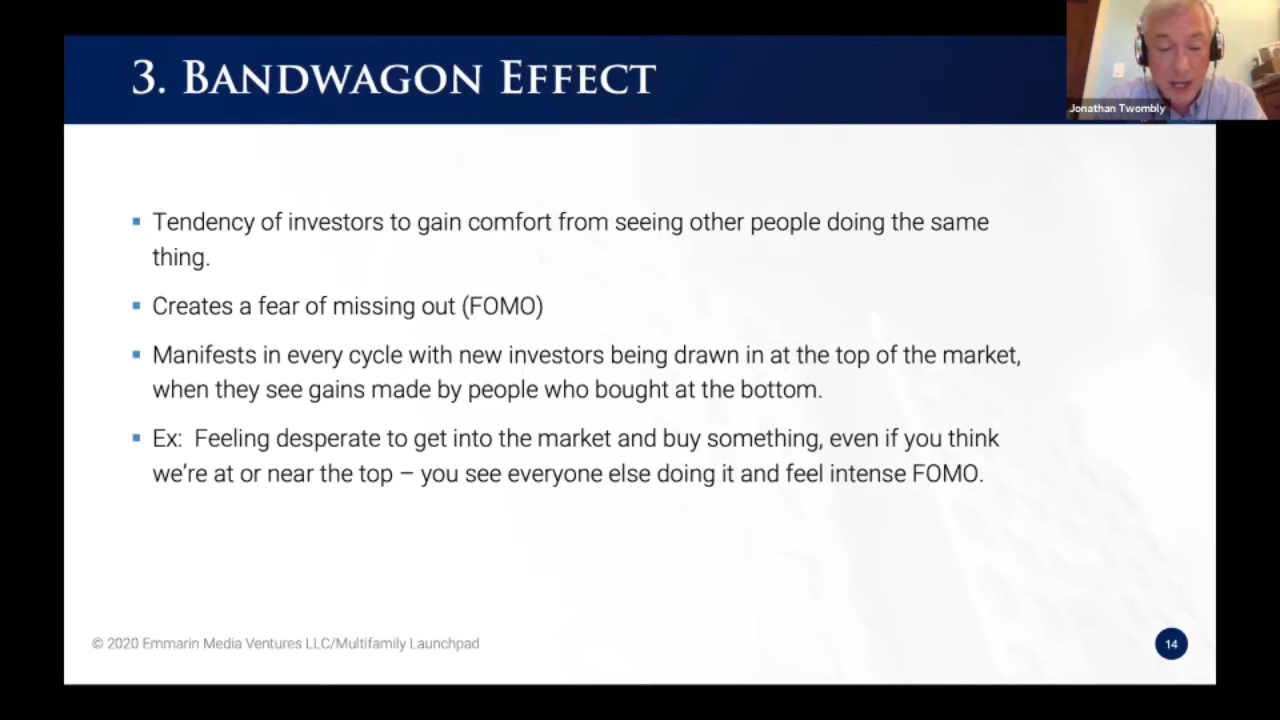 3. BANDWAGON EFFECT
Jonathan Twombly
▪ Tendency of investors to gain comfort from seeing other people doing the same
thing.
▪ Creates a fear of missing out (FOMO)
▪ Manifests in every cycle with new investors being drawn in at the top of the market,
when they see gains made by people who bought at the bottom.
▪ Ex:  Feeling desperate to get into the market and buy something, even if you think
we’re at or near the top – you see everyone else doing it and feel intense FOMO.
© 2020 Emmarin Media Ventures LLC/Multifamily Launchpad
14